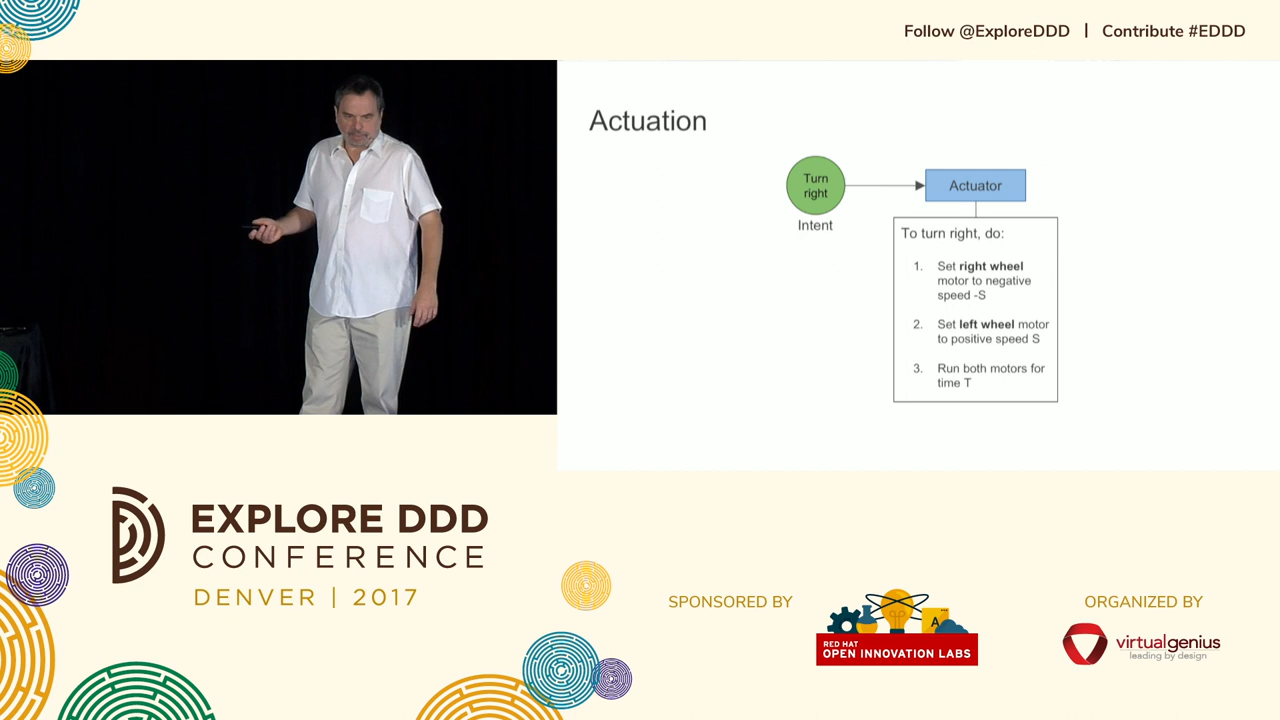 Follow @ExploreDDD | Contribute #EDDD
Actuation
Turn
right
Intent
Actuator
To turn right, do:
1. Set right wheel
motor to negative
speed -S
2. Set left wheel motor
to positive speed S
3. Run both motors for
time T
EXPLORE DDD
CONFERENCE
DENVER | 2017
SPONSORED BY
A
RED HAT
OPEN INNOVATION LABS
ORGANIZED BY
virtualgenius
leading by design